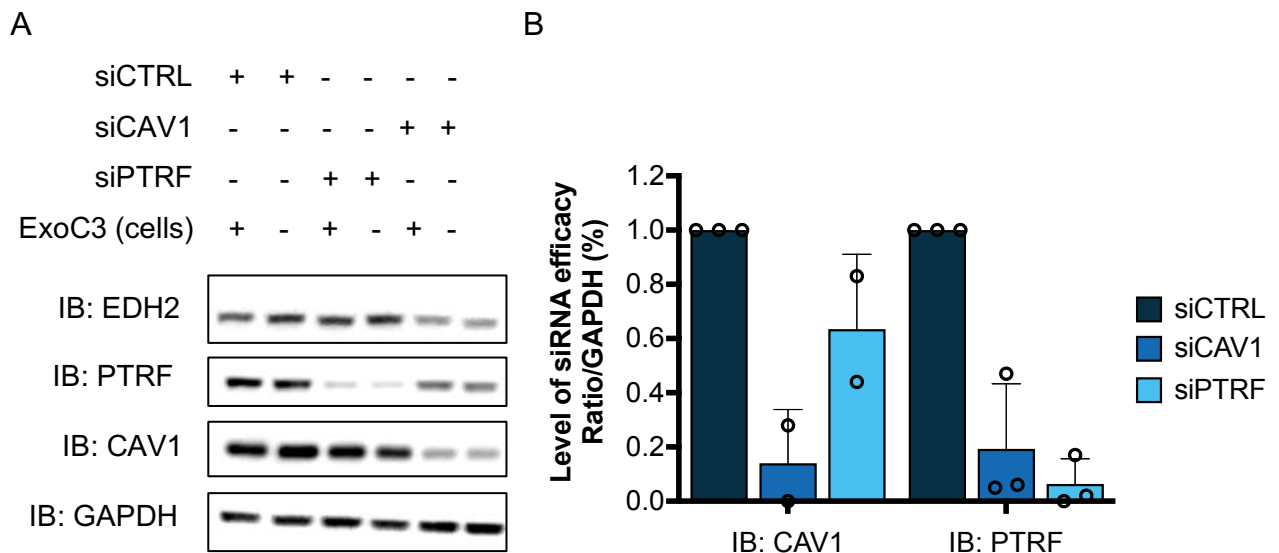 A
siCTRL + + - - - -
siCAV1 - - - - + +
siPTRF - - + + - -
ExoC3 (cells) + - + - + -
IB: EDH2
IB: PTRF
IB: CAV1
IB: GAPDH
B
Level of siRNA efficacy
Ratio/GAPDH (%)
1.2
1.0
0.8
0.6
0.4
0.2
0.0
IB: CAV1 IB: PTRF
siCTRL
siCAV1
siPTRF